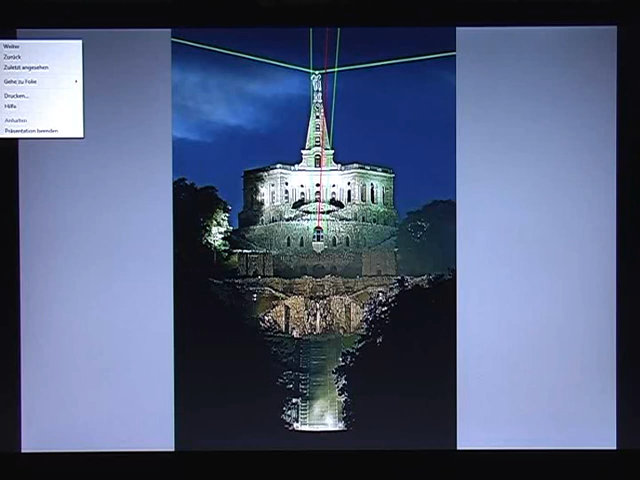 Weiter
Zurück
Zuletzt angesehen
Gehe zu Folie
Drucken...
Hilfe
Anhalten
Präsentation beenden